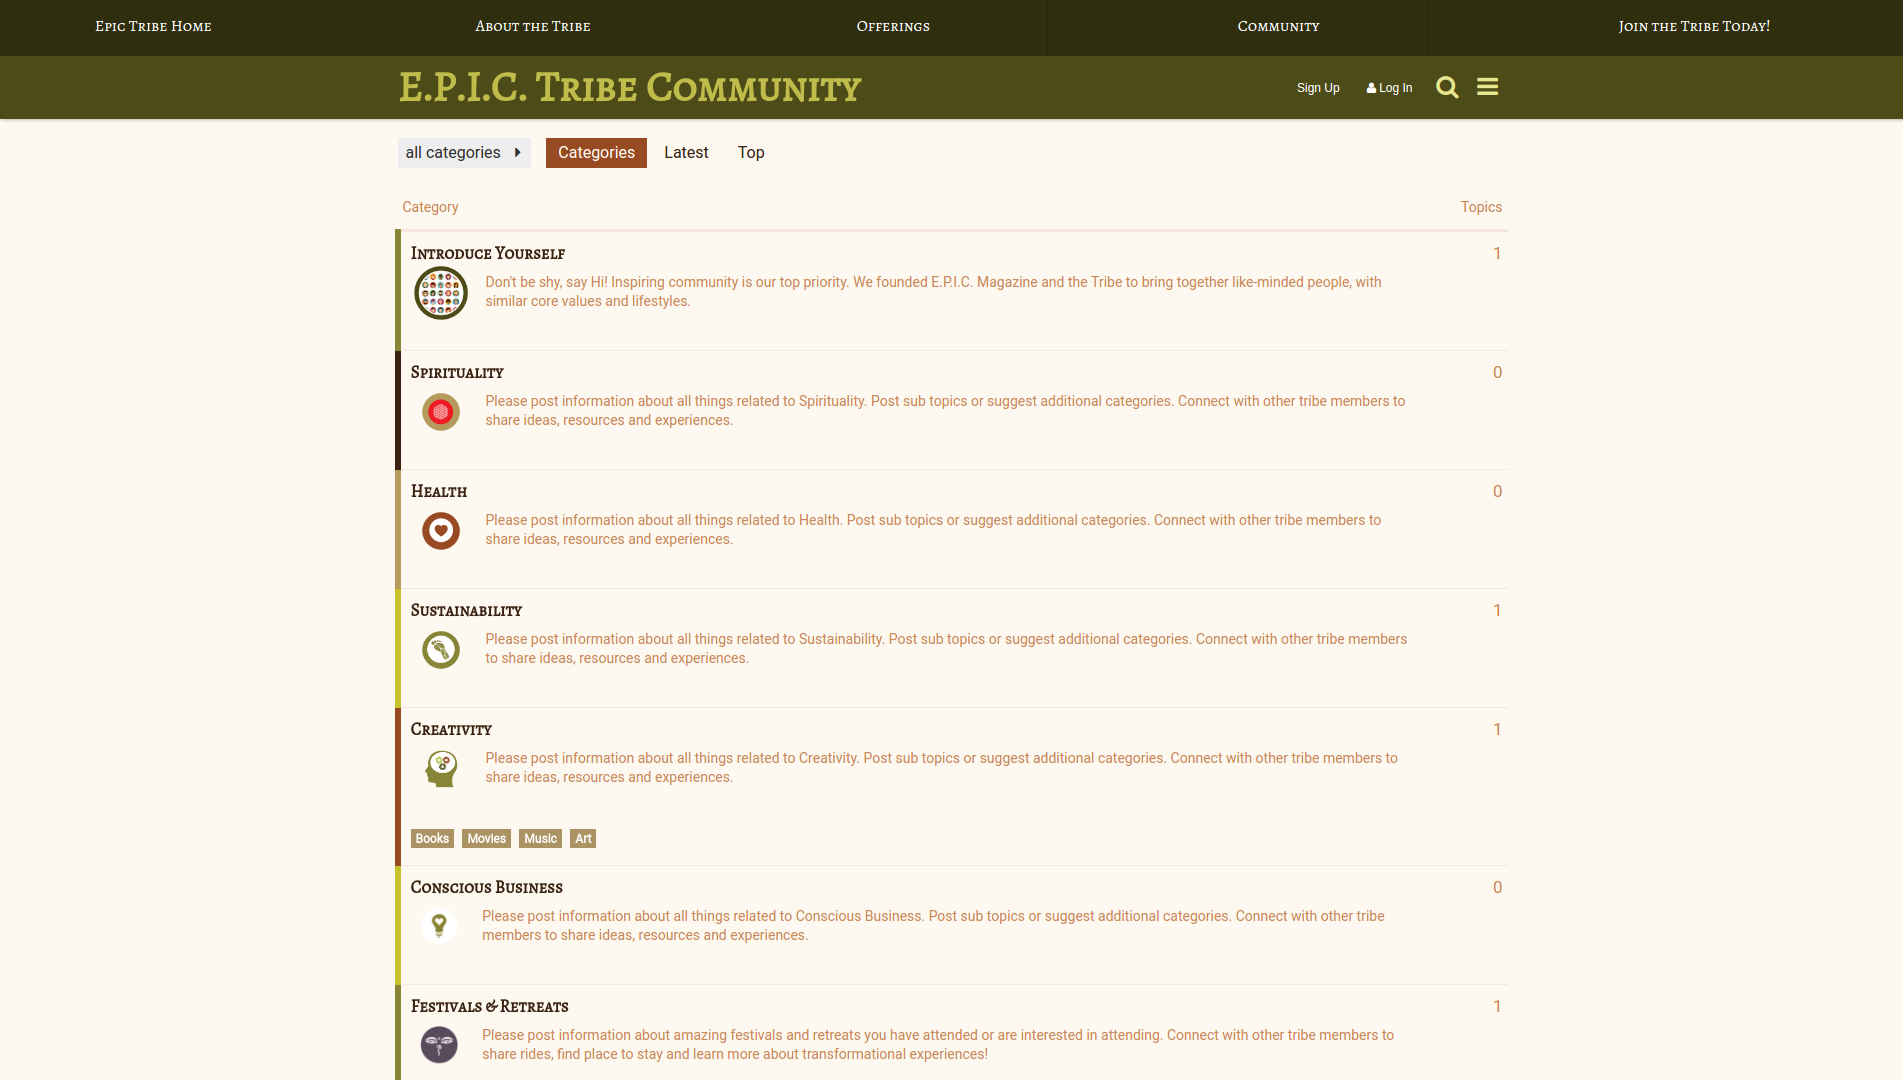 Epic Tribe Home
About the Tribe
Offerings
Community
Join the Tribe Today!
E.P.I.C. Tribe Community
Sign Up
Log In
all categories
Categories
Latest
Top
Category
Topics
Introduce Yourself
1
Don't be shy, say Hi! Inspiring community is our top priority. We founded E.P.I.C. Magazine and the Tribe to bring together like-minded people, with
similar core values and lifestyles.
Spirituality
0
Please post information about all things related to Spirituality. Post sub topics or suggest additional categories. Connect with other tribe members to
share ideas, resources and experiences.
Health
0
Please post information about all things related to Health. Post sub topics or suggest additional categories. Connect with other tribe members to
share ideas, resources and experiences.
Sustainability
1
Please post information about all things related to Sustainability. Post sub topics or suggest additional categories. Connect with other tribe members
to share ideas, resources and experiences.
Creativity
1
Please post information about all things related to Creativity. Post sub topics or suggest additional categories. Connect with other tribe members to
share ideas, resources and experiences.
Books
Movies
Music
Art
Conscious Business
0
Please post information about all things related to Conscious Business. Post sub topics or suggest additional categories. Connect with other tribe
members to share ideas, resources and experiences.
Festivals & Retreats
1
Please post information about amazing festivals and retreats you have attended or are interested in attending. Connect with other tribe members to
share rides, find place to stay and learn more about transformational experiences!